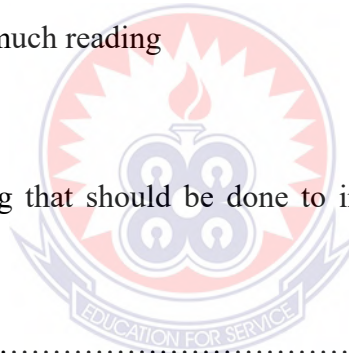 much reading
g that should be done to i
EDUCATION FOR SERVICE
................................